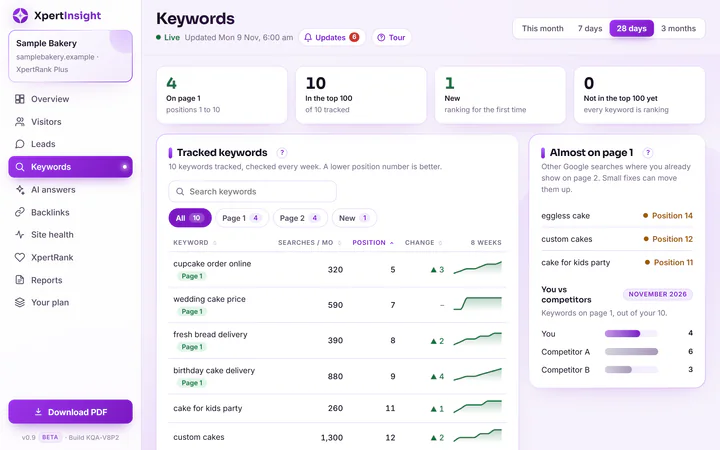 XpertInsight
Sample Bakery
samplebakery.example ·
XpertRank Plus
Overview
Visitors
Leads
Keywords
AI answers
Backlinks
Site health
XpertRank
Reports
Your plan
Download PDF
v0.9 BETA · Build KQA-V8P2
Keywords
Live Updated Mon 9 Nov, 6:00 am Updates 6 Tour
This month 7 days 28 days 3 months
4
On page 1
positions 1 to 10
10
In the top 100
of 10 tracked
1
New
ranking for the first time
0
Not in the top 100 yet
every keyword is ranking
Tracked keywords ?
10 keywords tracked, checked every week. A lower position number is better.
Search keywords
All 10 Page 1 4 Page 2 4 New 1
KEYWORD SEARCHES / MO POSITION CHANGE 8 WEEKS
cupcake order online 320 5 ▲ 3
Page 1
wedding cake price 590 7 –
Page 1
fresh bread delivery 390 8 ▲ 2
Page 1
birthday cake delivery 880 9 ▲ 4
Page 1
cake for kids party 260 11 ▲ 1
custom cakes 1,300 12 ▲ 2
Almost on page 1 ?
Other Google searches where you already
show on page 2. Small fixes can move
them up.
eggless cake Position 14
custom cakes Position 12
cake for kids party Position 11
You vs
competitors NOVEMBER 2026
Keywords on page 1, out of your 10.
You 4
Competitor A 6
Competitor B 3